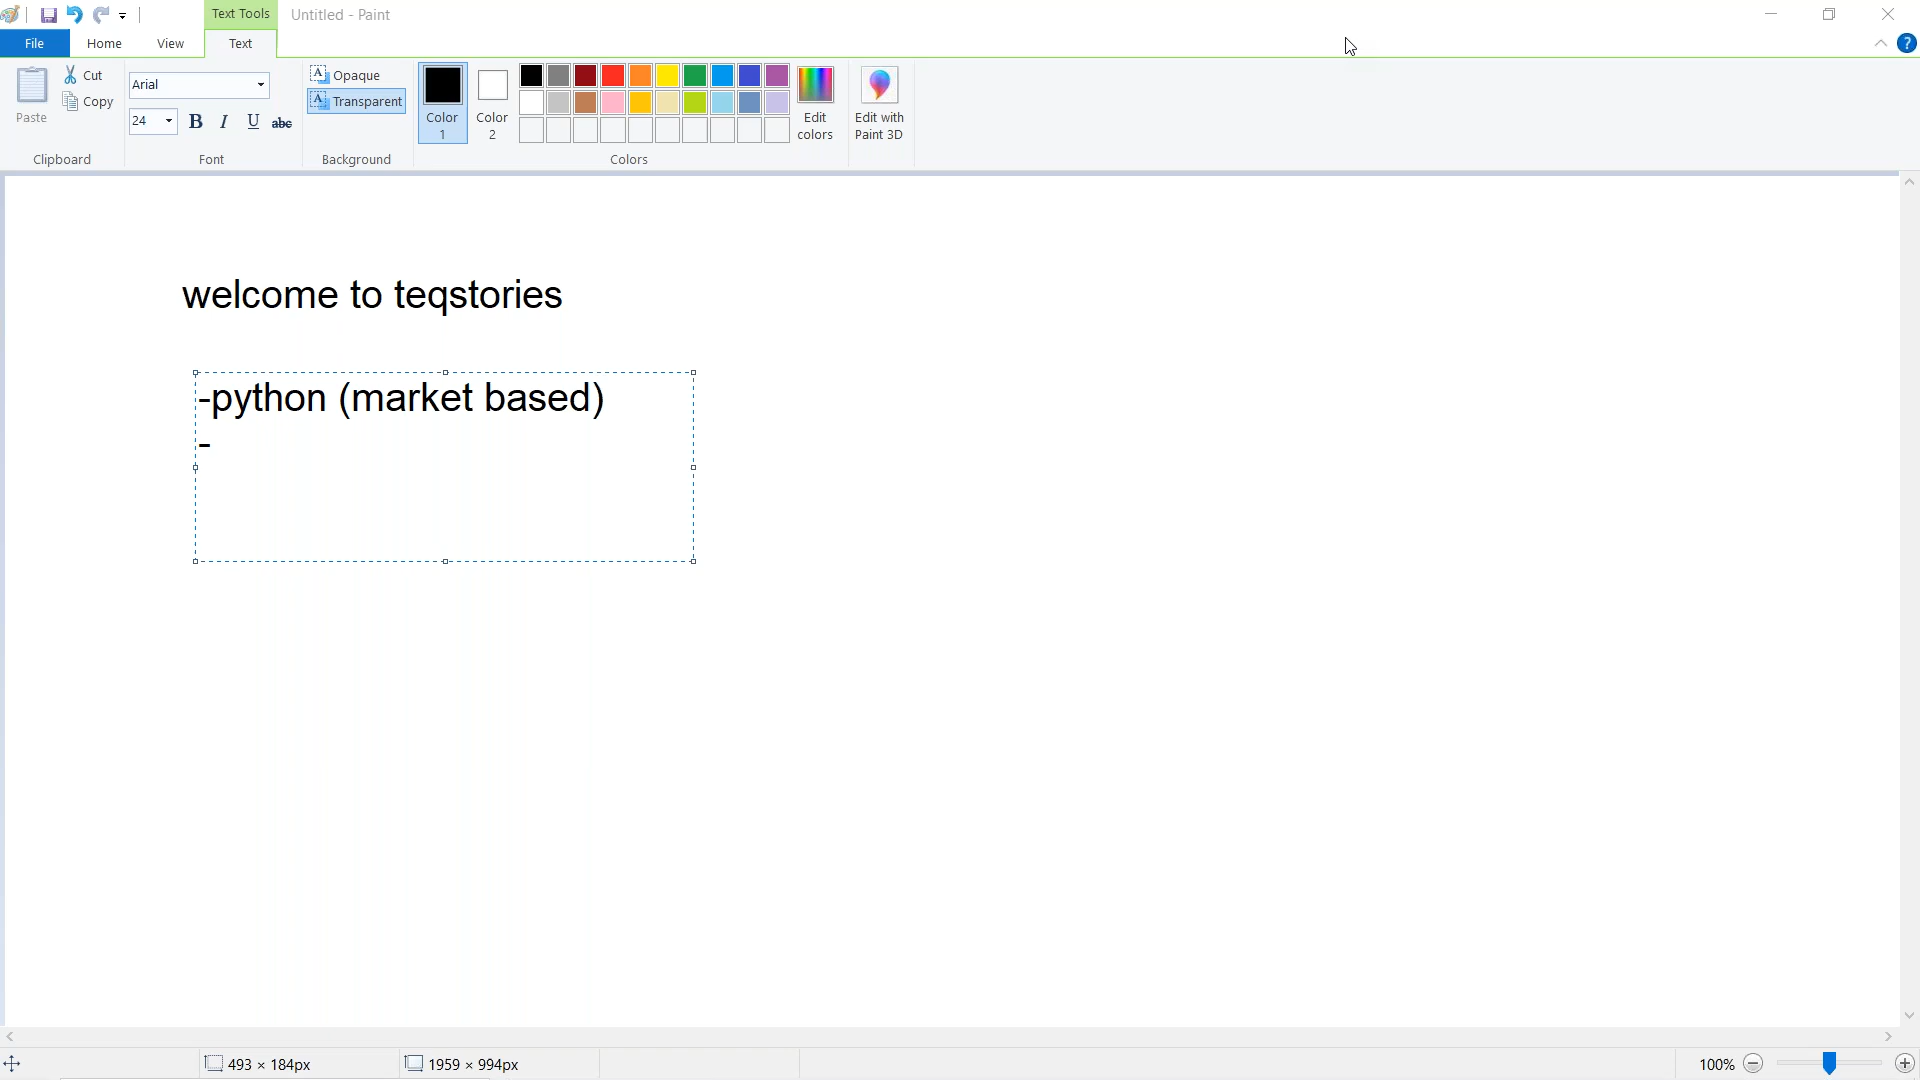 Text Tools
Untitled - Paint
File
Home
View
Text
?
Paste
Cut
Copy
Clipboard
Arial
24
B I U abc
Font
A Opaque
A Transparent
Background
Color
1
Color
2
Edit
colors
Colors
Edit with
Paint 3D
welcome to teqstories
-python (market based)
-
493 × 184px
1959 × 994px
100%